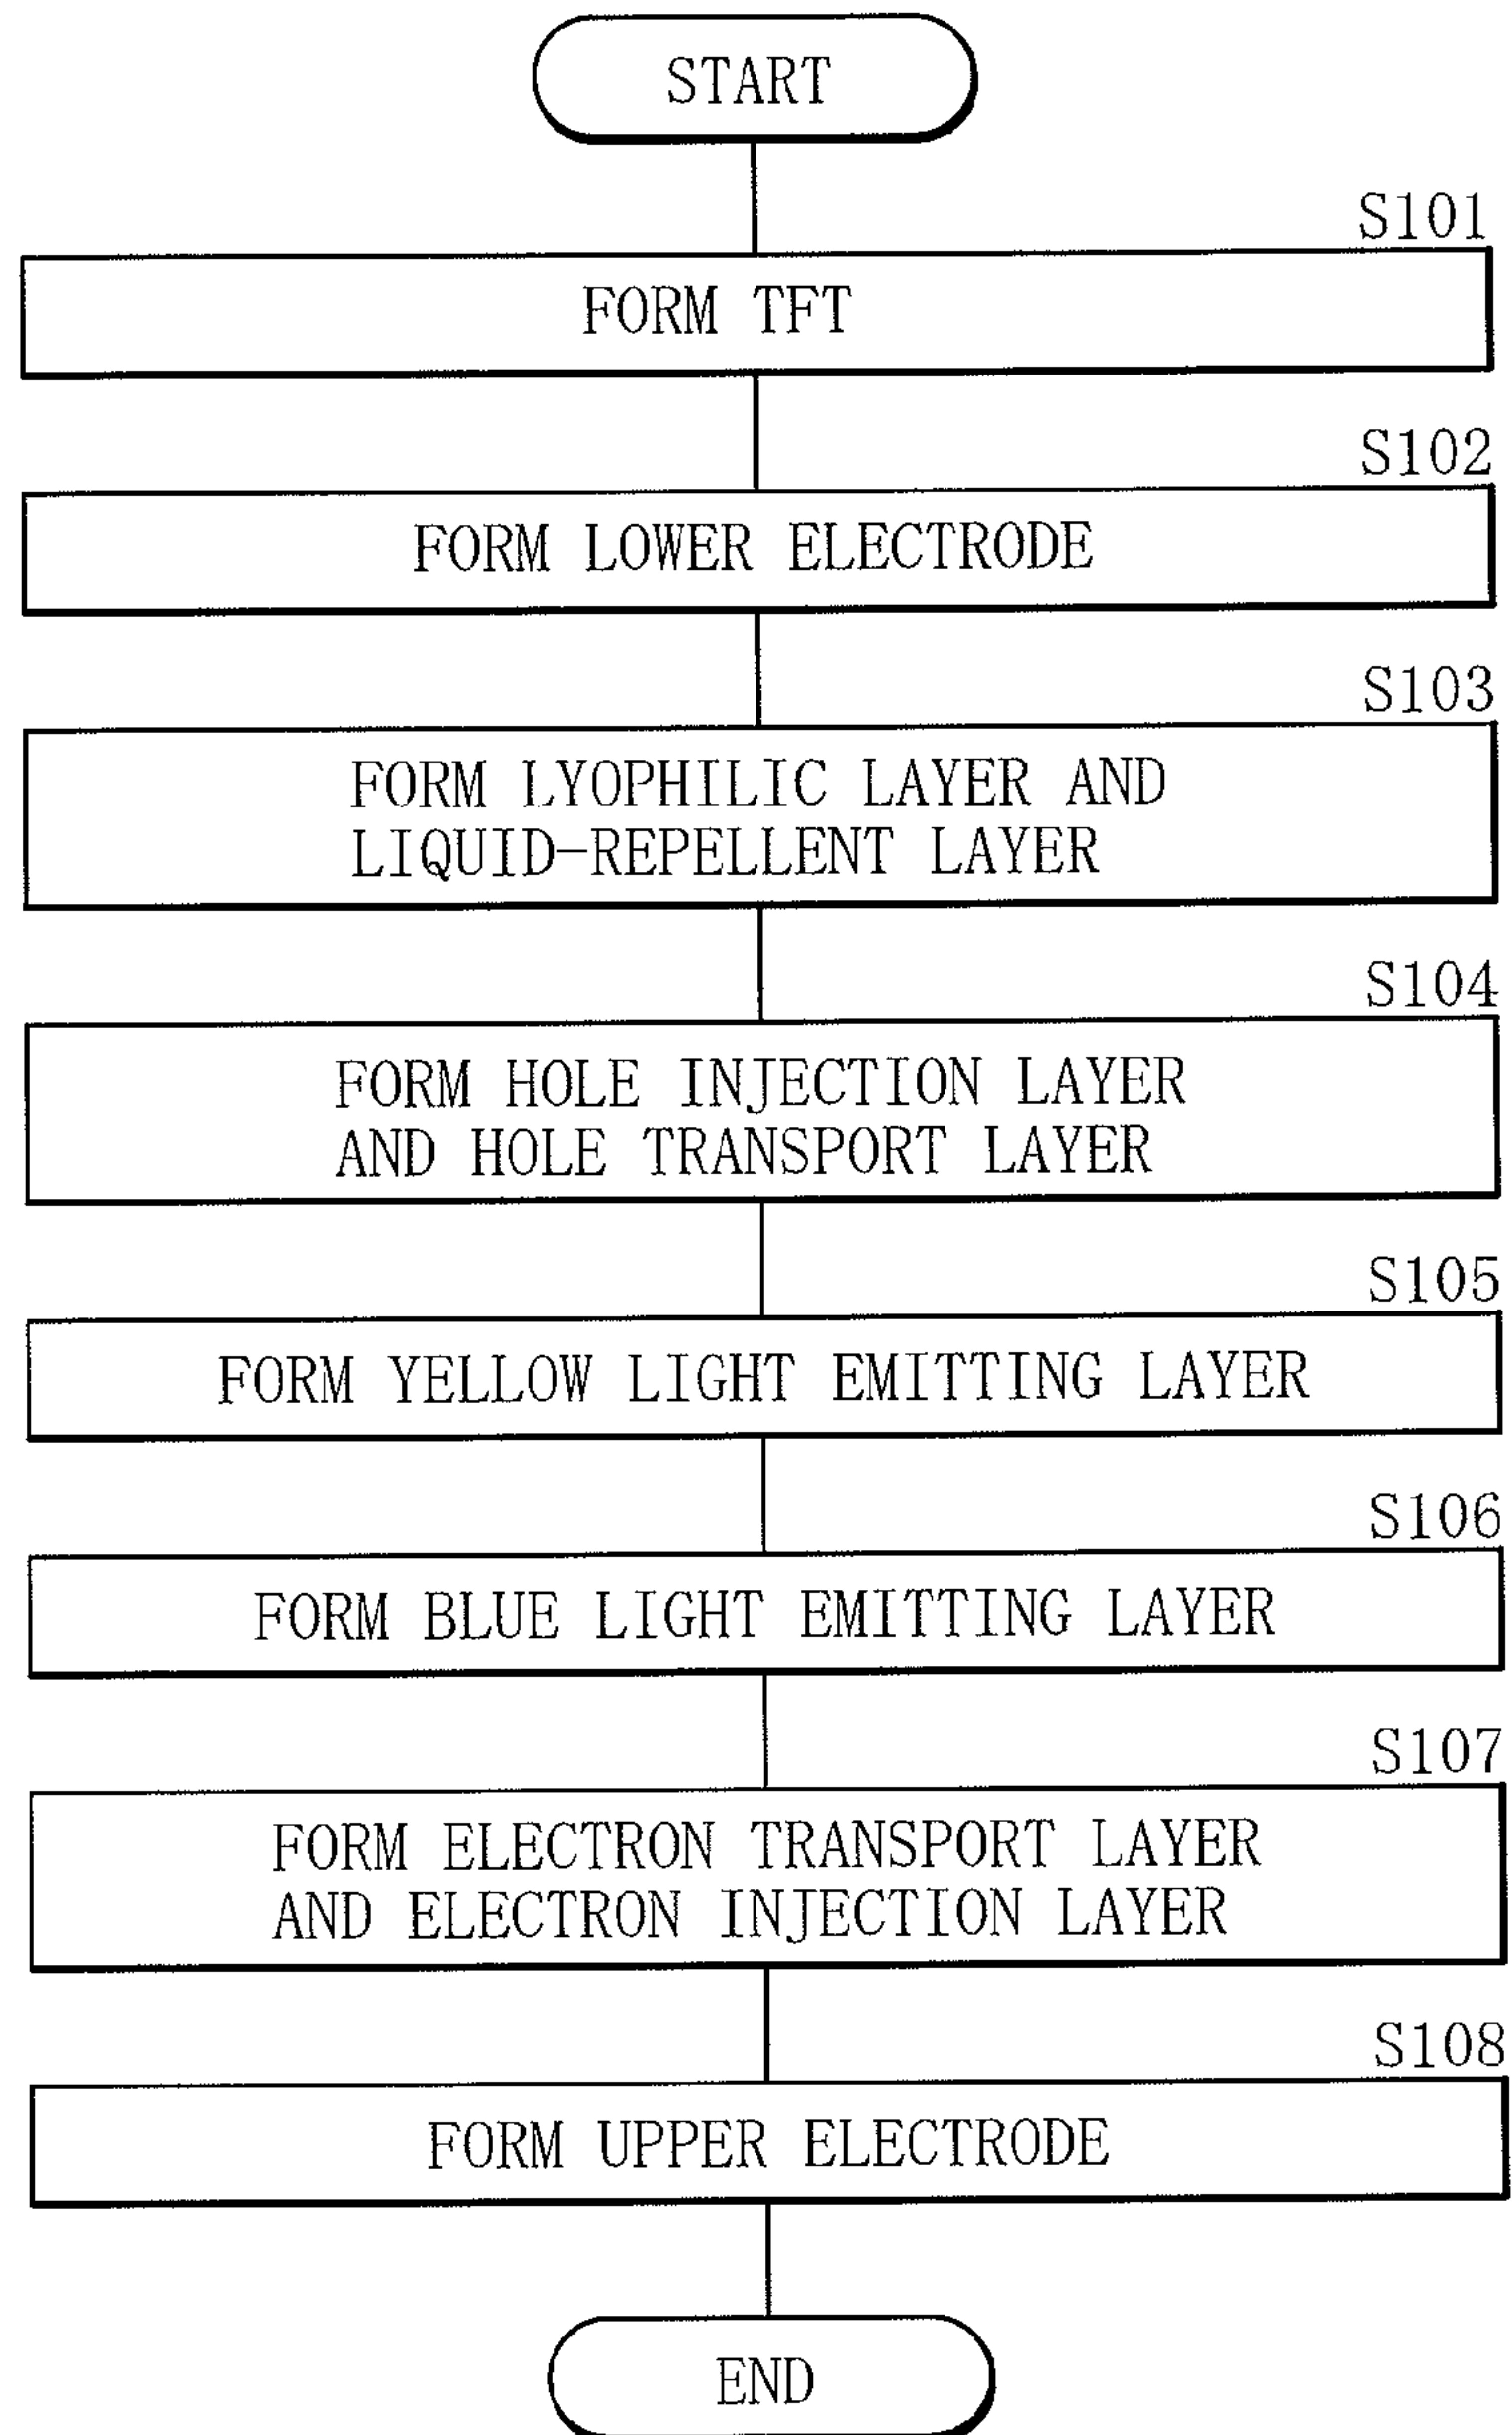 START
S101
FORM TFT
S102
FORM LOWER ELECTRODE
S103
FORM LYOPHILIC LAYER AND
LIQUID-REPELLENT LAYER
S104
FORM HOLE INJECTION LAYER
AND HOLE TRANSPORT LAYER
S105
FORM YELLOW LIGHT EMITTING LAYER
S106
FORM BLUE LIGHT EMITTING LAYER
S107
FORM ELECTRON TRANSPORT LAYER
AND ELECTRON INJECTION LAYER
S108
FORM UPPER ELECTRODE
END